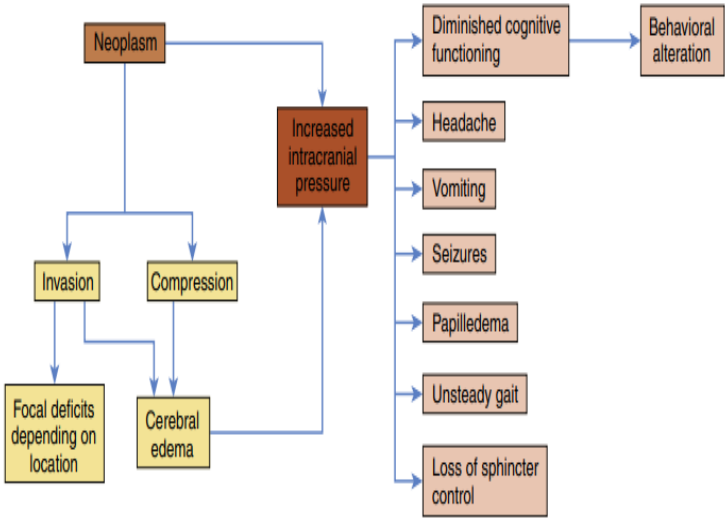 Neoplasm
Increased
intracranial
pressure
Diminished cognitive
functioning
Behavioral
alteration
Headache
Vomiting
Seizures
Papilledema
Unsteady gait
Loss of sphincter
control
Invasion
Compression
Focal deficits
depending on
location
Cerebral
edema